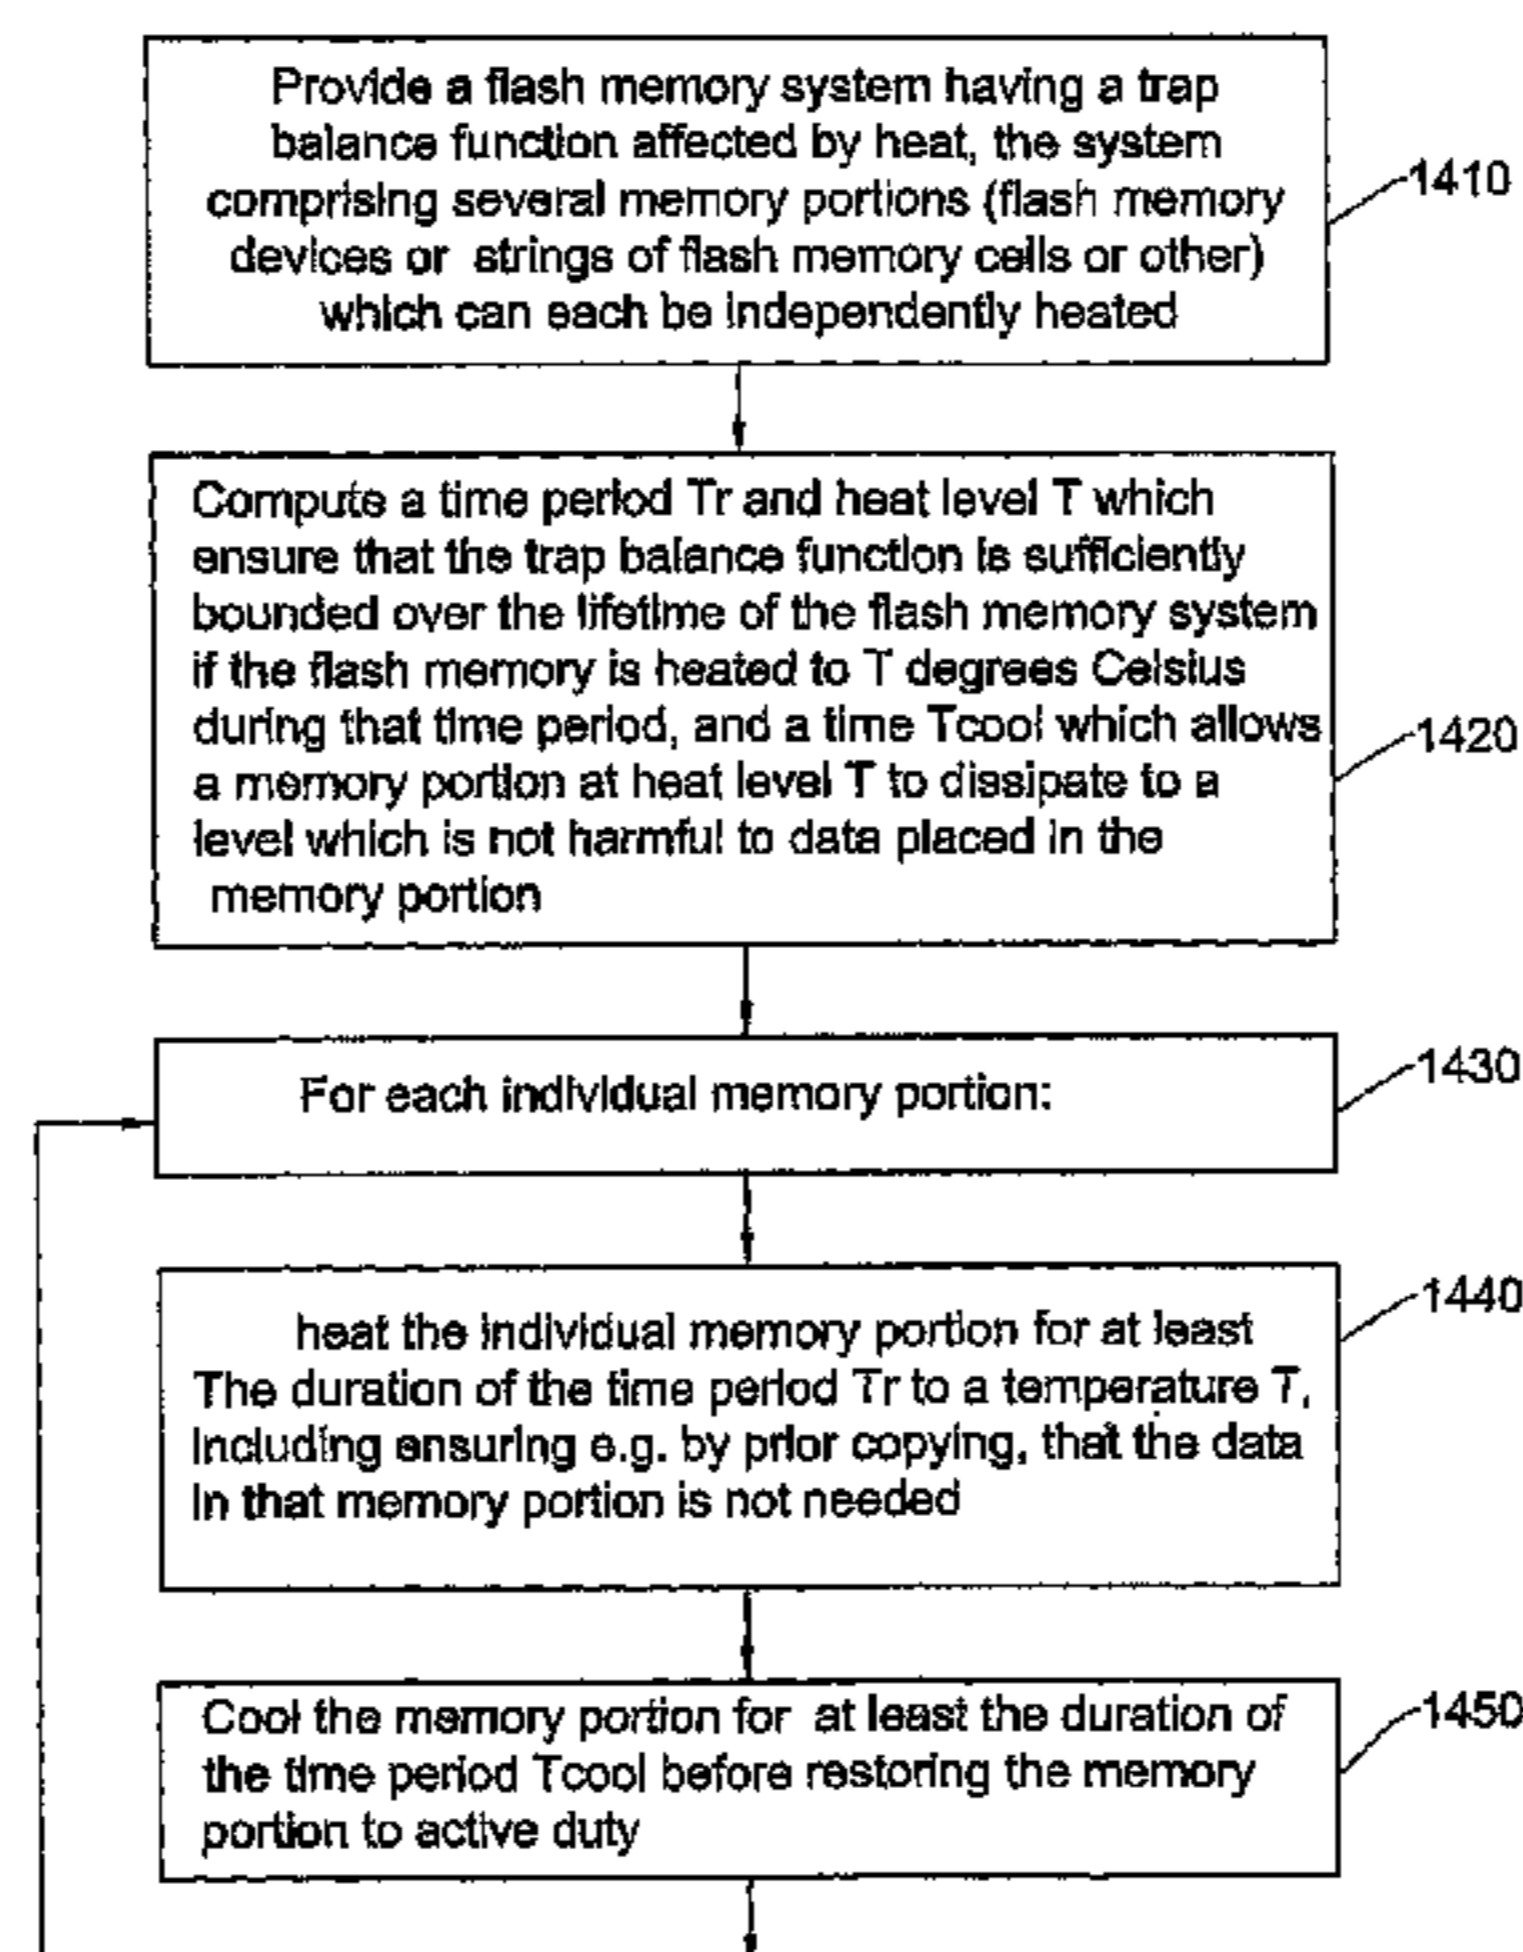 Provide a flash memory system having a trap
balance function affected by heat, the system
comprising several memory portions (flash memory
devices or strings of flash memory cells or other)
which can each be independently heated
1410
Compute a time period Tr and heat level T which
ensure that the trap balance function is sufficiently
bounded over the lifetime of the flash memory system
if the flash memory is heated to T degrees Celsius
during that time period, and a time Tcool which allows
a memory portion at heat level T to dissipate to a
level which is not harmful to data placed in the
memory portion
1420
For each individual memory portion:
1430
heat the individual memory portion for at least
The duration of the time period Tr to a temperature T,
including ensuring e.g. by prior copying, that the data
in that memory portion is not needed
1440
Cool the memory portion for at least the duration of
the time period Tcool before restoring the memory
portion to active duty
1450